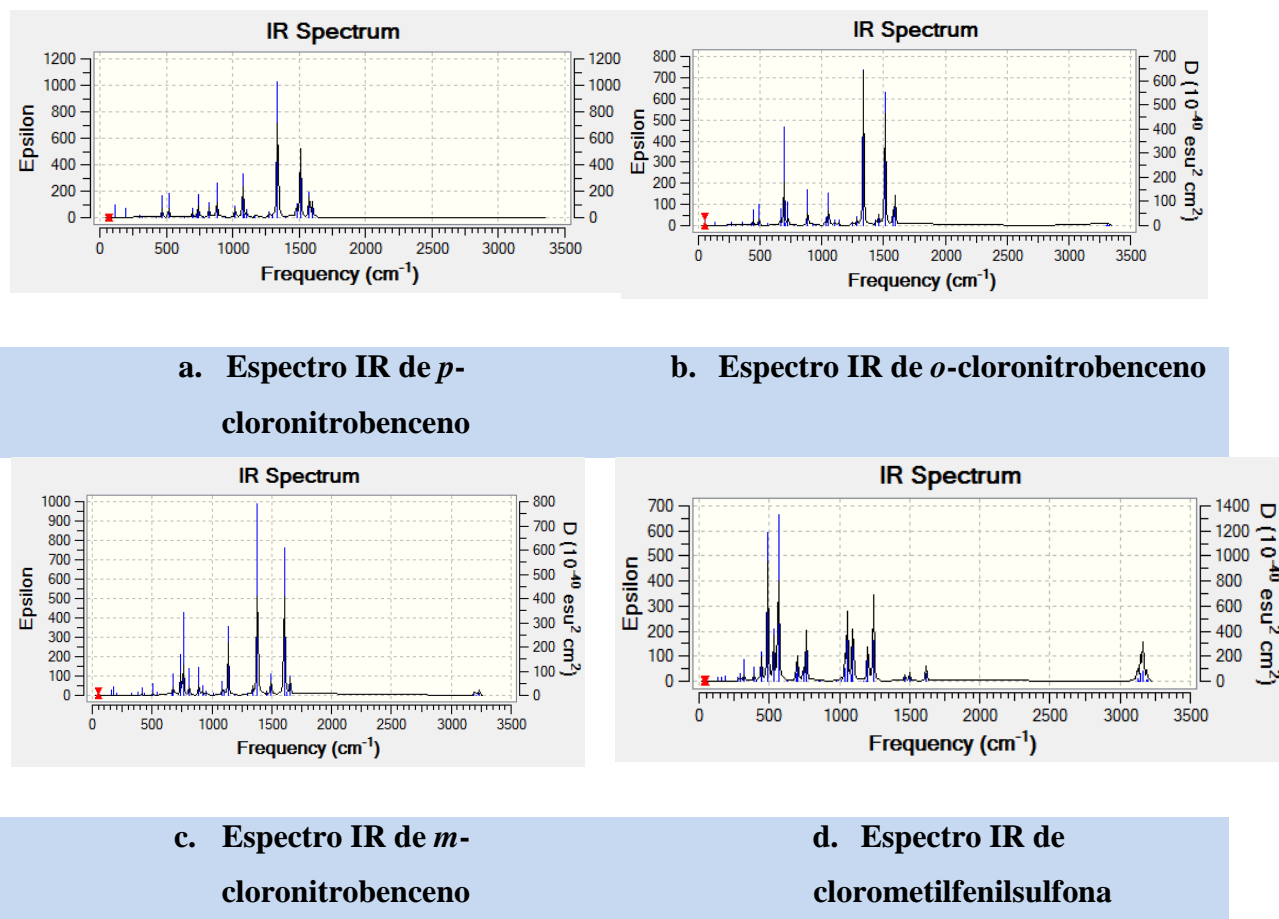 IR Spectrum
1200
1000
800
600
400
200
0
1200
1000
800
600
400
200
0
Epsilon
0 500 1000 1500 2000 2500 3000 3500
Frequency (cm-1)
IR Spectrum
800
700
600
500
400
300
200
100
0
700
600
500
400
300
200
100
0
Epsilon
D (10-40 esu2 cm2)
0 500 1000 1500 2000 2500 3000 3500
Frequency (cm-1)
a. Espectro IR de p-
cloronitrobenceno
b. Espectro IR de o-cloronitrobenceno
IR Spectrum
1000
900
800
700
600
500
400
300
200
100
0
800
700
600
500
400
300
200
100
0
Epsilon
D (10-40 esu2 cm2)
0 500 1000 1500 2000 2500 3000 3500
Frequency (cm-1)
IR Spectrum
700
600
500
400
300
200
100
0
1400
1200
1000
800
600
400
200
0
Epsilon
D (10-40 esu2 cm2)
0 500 1000 1500 2000 2500 3000 3500
Frequency (cm-1)
c. Espectro IR de m-
cloronitrobenceno
d. Espectro IR de
clorometilfenilsulfona